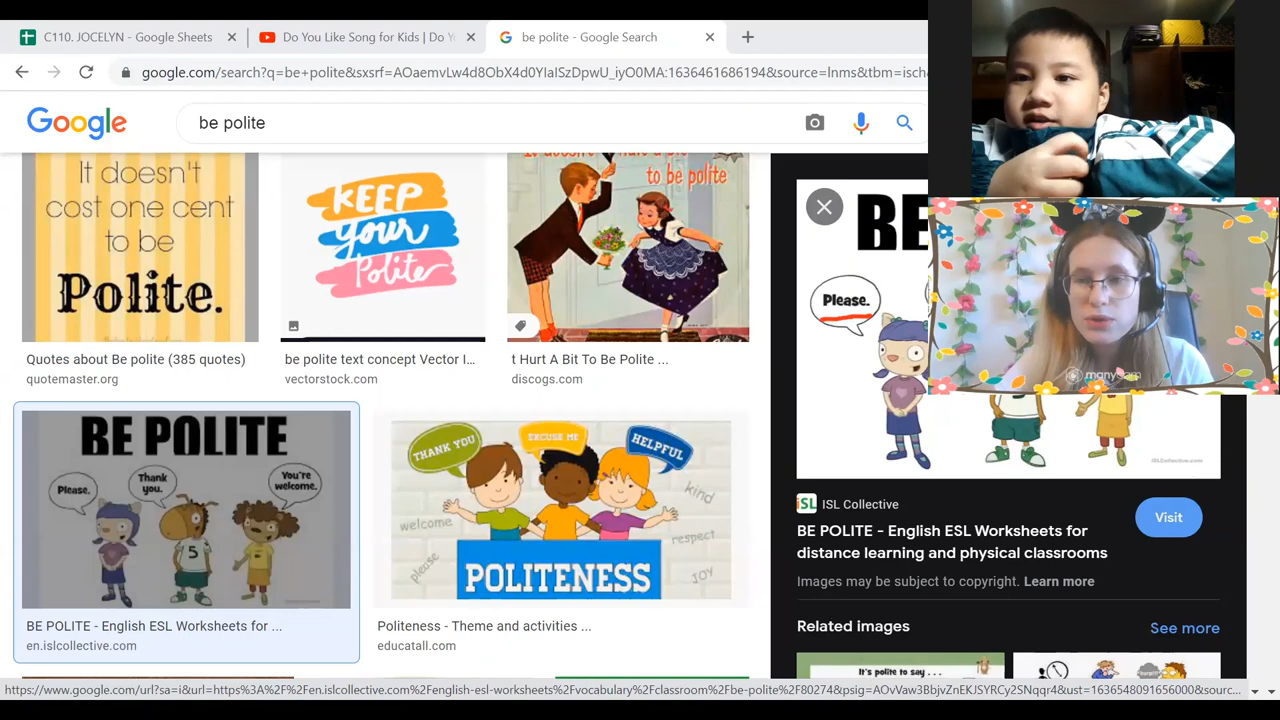 C110. JOCELYN - Google Sheets
Do You Like Song for Kids | Do Y
be polite - Google Search
google.com/search?q=be+polite&sxsrf=AOaemvLw4d8ObX4d0YIaISzDpwU_iyO0MA:1636461686194&source=lnms&tbm=isch
Google
be polite
It doesn't
cost one cent
to be
Polite.
KEEP
your
Polite
to be polite
BE
Please.
manycam
Quotes about Be polite (385 quotes)
quotemaster.org
be polite text concept Vector I...
vectorstock.com
t Hurt A Bit To Be Polite ...
discogs.com
BE POLITE
Please.
Thank
you.
You're
welcome.
5
THANK YOU
EXCUSE ME
HELPFUL
kind
welcome
respect
please
JOY
POLITENESS
iSLCollective.com
iSL
ISL Collective
BE POLITE - English ESL Worksheets for
distance learning and physical classrooms
Visit
Images may be subject to copyright. Learn more
BE POLITE - English ESL Worksheets for ...
en.islcollective.com
Politeness - Theme and activities ...
educatall.com
Related images
See more
It's polite to say ...
https://www.google.com/url?sa=i&url=https%3A%2F%2Fen.islcollective.com%2Fenglish-esl-worksheets%2Fvocabulary%2Fclassroom%2Fbe-polite%2F80274&psig=AOvVaw3BbjvZnEKJSYRCy2SNqqr4&ust=1636548091656000&sourc...